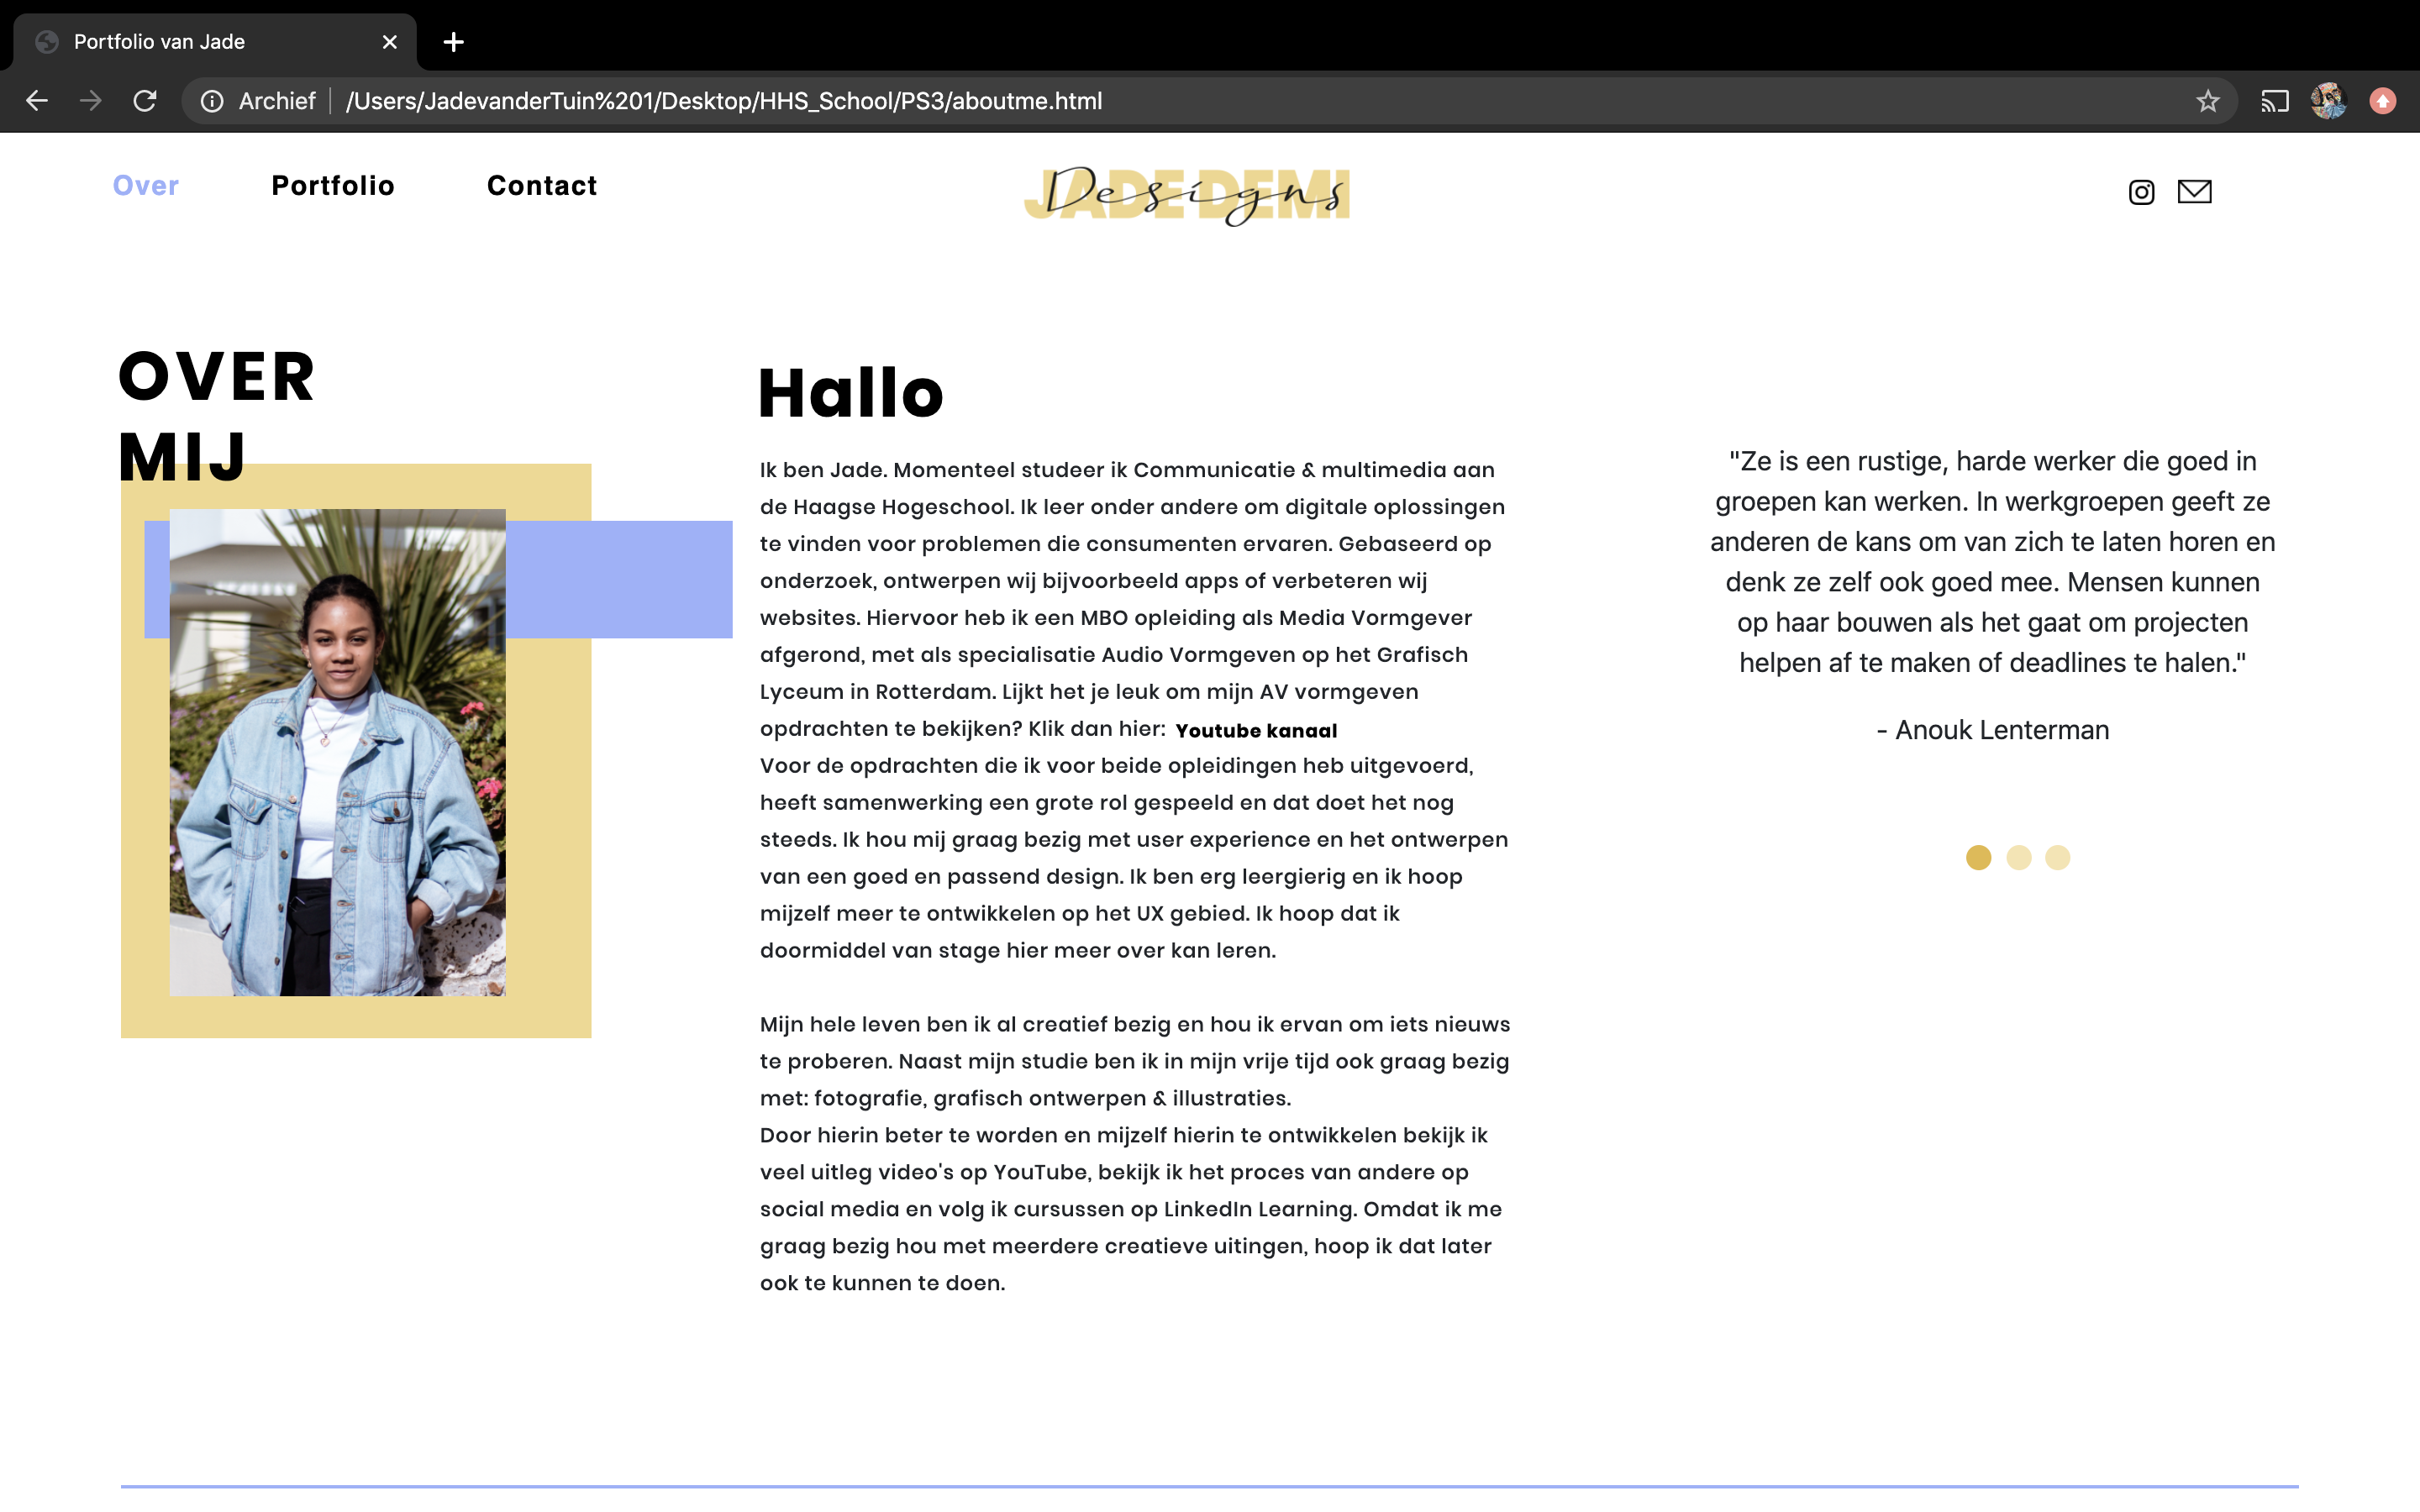 Portfolio van Jade
Archief
/Users/JadevanderTuin%201/Desktop/HHS_School/PS3/aboutme.html
Over
Portfolio
Contact
JADE DEMI
Designs
OVER
MIJ
Hallo
Ik ben Jade. Momenteel studeer ik Communicatie & multimedia aan
de Haagse Hogeschool. Ik leer onder andere om digitale oplossingen
te vinden voor problemen die consumenten ervaren. Gebaseerd op
onderzoek, ontwerpen wij bijvoorbeeld apps of verbeteren wij
websites. Hiervoor heb ik een MBO opleiding als Media Vormgever
afgerond, met als specialisatie Audio Vormgeven op het Grafisch
Lyceum in Rotterdam. Lijkt het je leuk om mijn AV vormgeven
opdrachten te bekijken? Klik dan hier: Youtube kanaal
Voor de opdrachten die ik voor beide opleidingen heb uitgevoerd,
heeft samenwerking een grote rol gespeeld en dat doet het nog
steeds. Ik hou mij graag bezig met user experience en het ontwerpen
van een goed en passend design. Ik ben erg leergierig en ik hoop
mijzelf meer te ontwikkelen op het UX gebied. Ik hoop dat ik
doormiddel van stage hier meer over kan leren.
Mijn hele leven ben ik al creatief bezig en hou ik ervan om iets nieuws
te proberen. Naast mijn studie ben ik in mijn vrije tijd ook graag bezig
met: fotografie, grafisch ontwerpen & illustraties.
Door hierin beter te worden en mijzelf hierin te ontwikkelen bekijk ik
veel uitleg video's op YouTube, bekijk ik het proces van andere op
social media en volg ik cursussen op LinkedIn Learning. Omdat ik me
graag bezig hou met meerdere creatieve uitingen, hoop ik dat later
ook te kunnen te doen.
"Ze is een rustige, harde werker die goed in
groepen kan werken. In werkgroepen geeft ze
anderen de kans om van zich te laten horen en
denk ze zelf ook goed mee. Mensen kunnen
op haar bouwen als het gaat om projecten
helpen af te maken of deadlines te halen."
- Anouk Lenterman